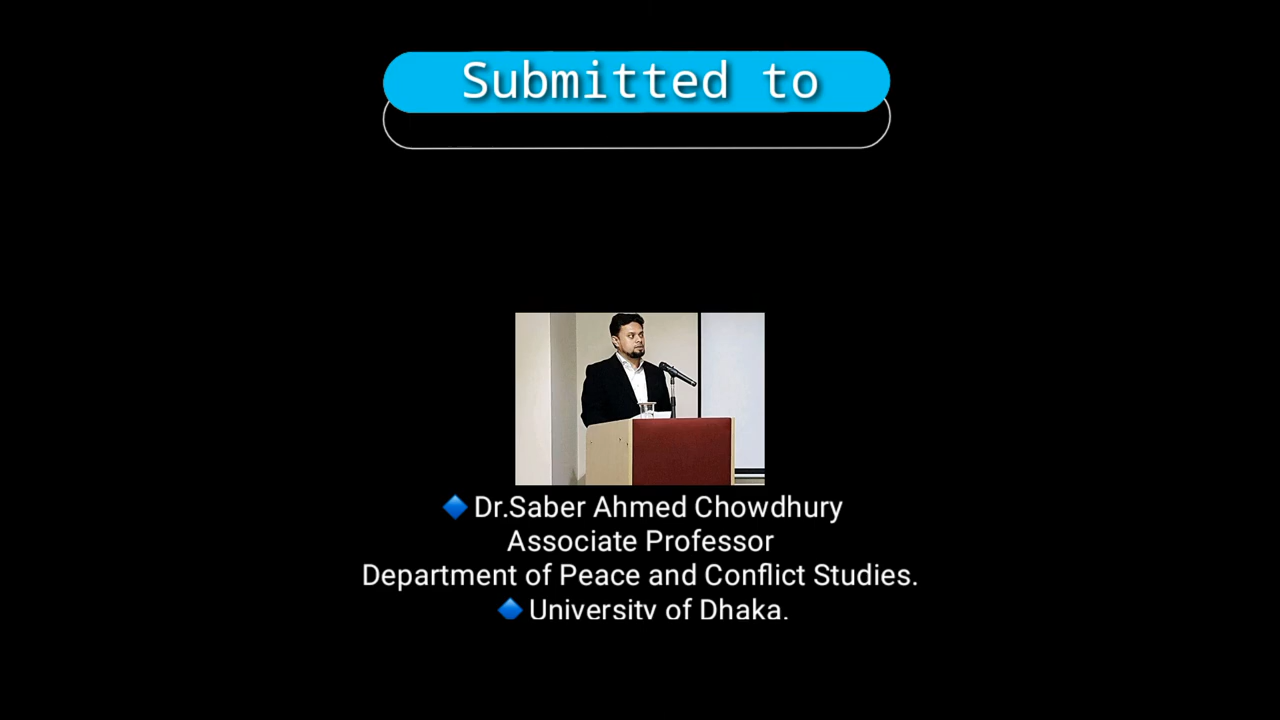 Submitted to
🔷 Dr.Saber Ahmed Chowdhury
Associate Professor
Department of Peace and Conflict Studies.
🔷 University of Dhaka.